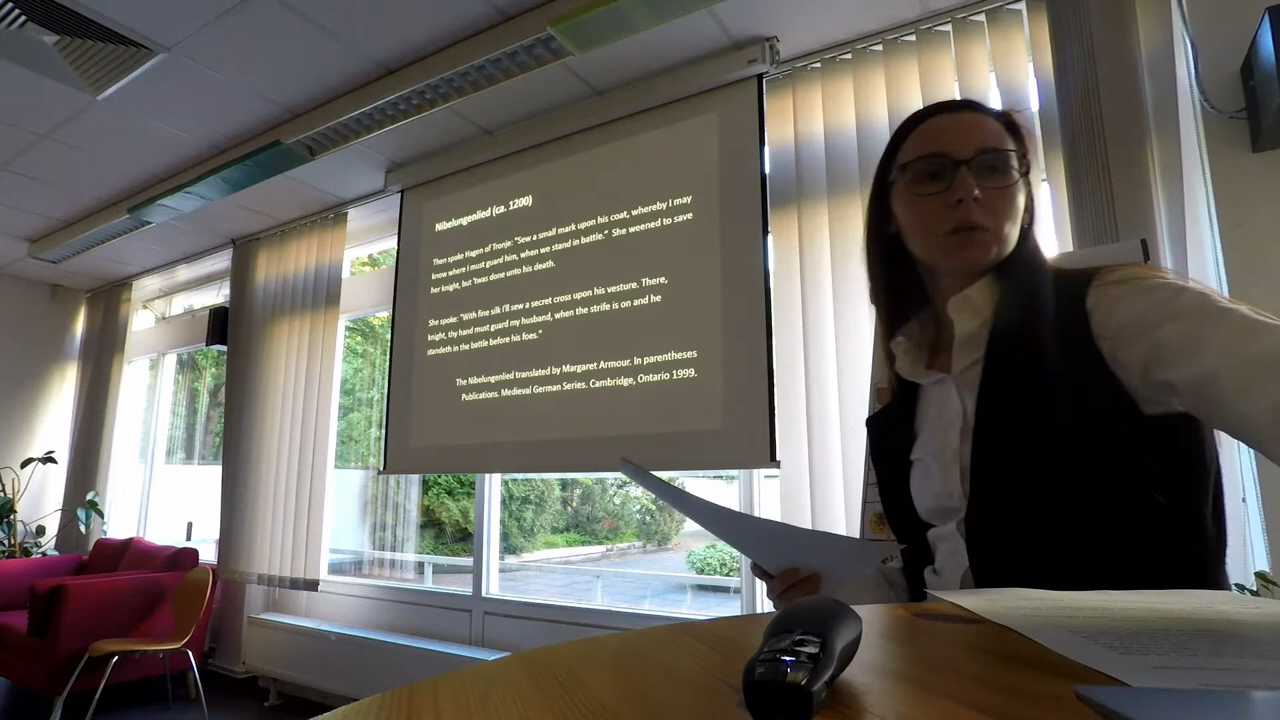 Nibelungenlied (ca. 1200)
Then spoke Hagen of Tronje: "Sew a small mark upon his coat, whereby I may
know where I must guard him, when we stand in battle." She weened to save
her knight, but 'twas done unto his death.
She spoke: "With fine silk I'll sew a secret cross upon his vesture. There,
knight, thy hand must guard my husband, when the strife is on and he
standeth in the battle before his foes."
The Nibelungenlied translated by Margaret Armour. In parentheses
Publications. Medieval German Series. Cambridge, Ontario 1999.